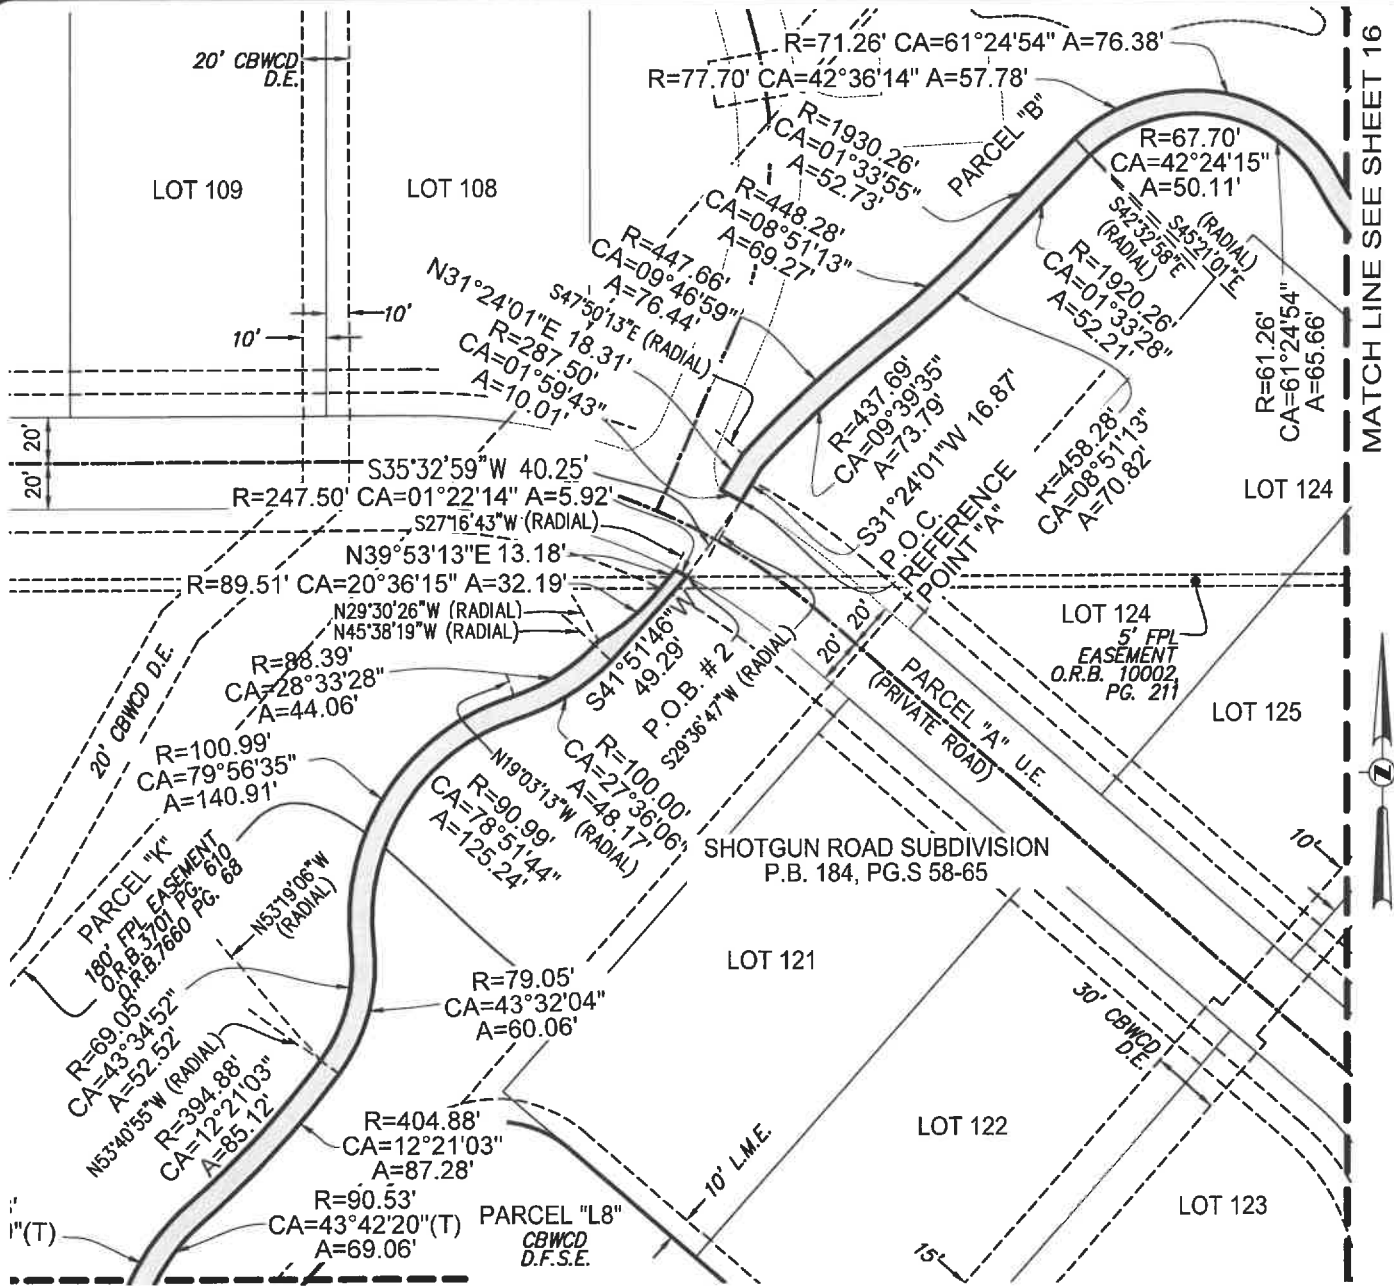 20' CBWCD
D.E.
R=71.26' CA=61°24'54" A=76.38'
R=77.70' CA=42°36'14" A=57.78'
MATCH LINE SEE SHEET 16
LOT 109
LOT 108
R=1930.26'
CA=01°33'55"
A=52.73'
PARCEL "B"
R=67.70'
CA=42°24'15"
A=50.11'
S42°32'58"E
(RADIAL)
S45°21'01"E
(RADIAL)
R=448.28'
CA=08°51'13"
A=69.27'
R=447.66'
CA=09°46'59"
A=76.44'
S47°50'13"E (RADIAL)
N31°24'01"E 18.31'
R=287.50'
CA=01°59'43"
A=10.01'
R=1920.26'
CA=01°33'28"
A=52.21'
R=61.26'
CA=61°24'54"
A=65.66'
10'
10'
20'
20'
R=437.69'
CA=09°39'35"
A=73.79'
S31°24'01"W 16.87'
R=458.28'
CA=08°51'13"
A=70.82'
P.O.C.
REFERENCE
POINT "A"
LOT 124
S35°32'59"W 40.25'
R=247.50' CA=01°22'14" A=5.92'
S27°16'43"W (RADIAL)
N39°53'13"E 13.18'
R=89.51' CA=20°36'15" A=32.19'
N29°30'26"W (RADIAL)
N45°38'19"W (RADIAL)
S41°51'46"W
49.29'
P.O.B. #2
S29°36'47"W (RADIAL)
20'
20'
LOT 124
5' FPL
EASEMENT
O.R.B. 10002,
PG. 211
LOT 125
PARCEL "A"
(PRIVATE ROAD)
U.E.
20' CBWCD D.E.
R=88.39'
CA=28°33'28"
A=44.06'
R=100.99'
CA=79°56'35"
A=140.91'
R=100.00'
CA=27°36'06"
A=48.17'
N19°03'13"W (RADIAL)
R=90.99'
CA=78°51'44"
A=125.24'
Z
SHOTGUN ROAD SUBDIVISION
P.B. 184, PG.S 58-65
10'
PARCEL "K"
180' FPL EASEMENT
O.R.B.3701 PG. 610
O.R.B.7660 PG. 68
N53°19'06"W
(RADIAL)
LOT 121
R=79.05'
CA=43°32'04"
A=60.06'
R=69.05'
CA=43°34'52"
A=52.52'
N53°40'55"W (RADIAL)
R=394.88'
CA=12°21'03"
A=85.12'
30' CBWCD
D.E.
R=404.88'
CA=12°21'03"
A=87.28'
LOT 122
10' L.M.E.
R=90.53'
CA=43°42'20"(T)
A=69.06'
PARCEL "L8"
CBWCD
D.F.S.E.
LOT 123
15'
"(T)